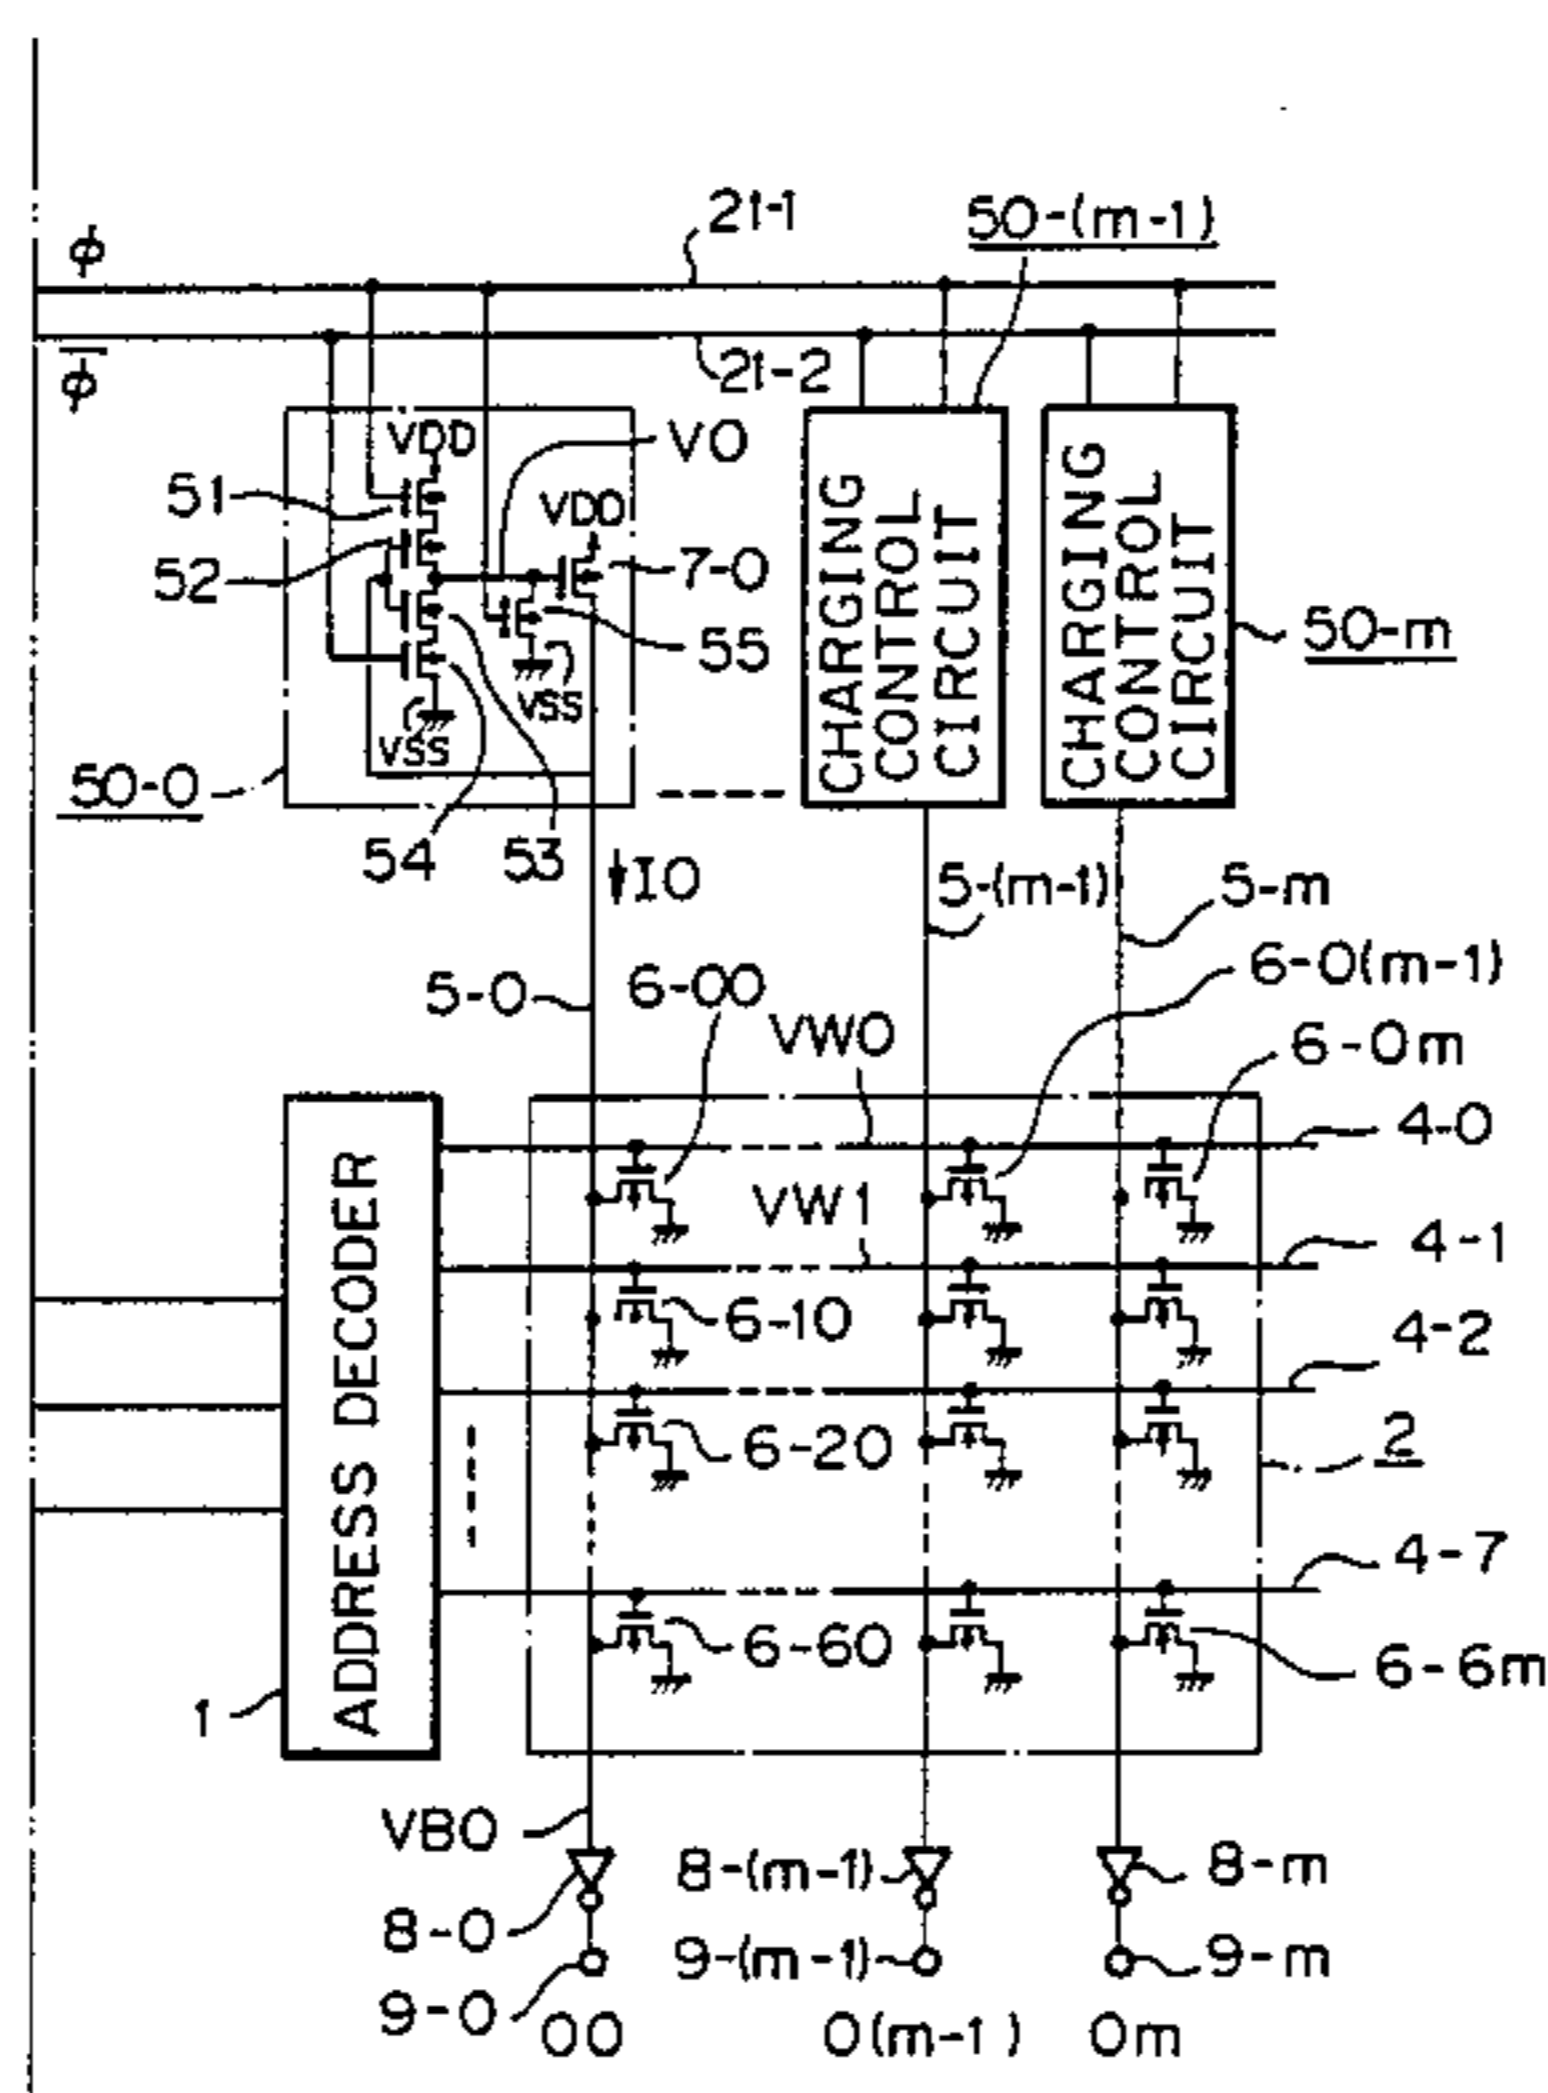 21-1
50-(m-1)
ϕ
ϕ̅
21-2
VDD
V0
51
VDD
52
7-0
55
VSS
VSS
50-0
54
53
CHARGING CONTROL CIRCUIT
CHARGING CONTROL CIRCUIT
50-m
I0
5-(m-1)
5-m
5-0
6-00
6-0(m-1)
VW0
6-0m
4-0
VW1
4-1
6-10
4-2
6-20
2
4-7
6-60
6-6m
ADDRESS DECODER
1
VB0
8-0
8-(m-1)
8-m
9-0
9-(m-1)
9-m
00
0(m-1)
0m